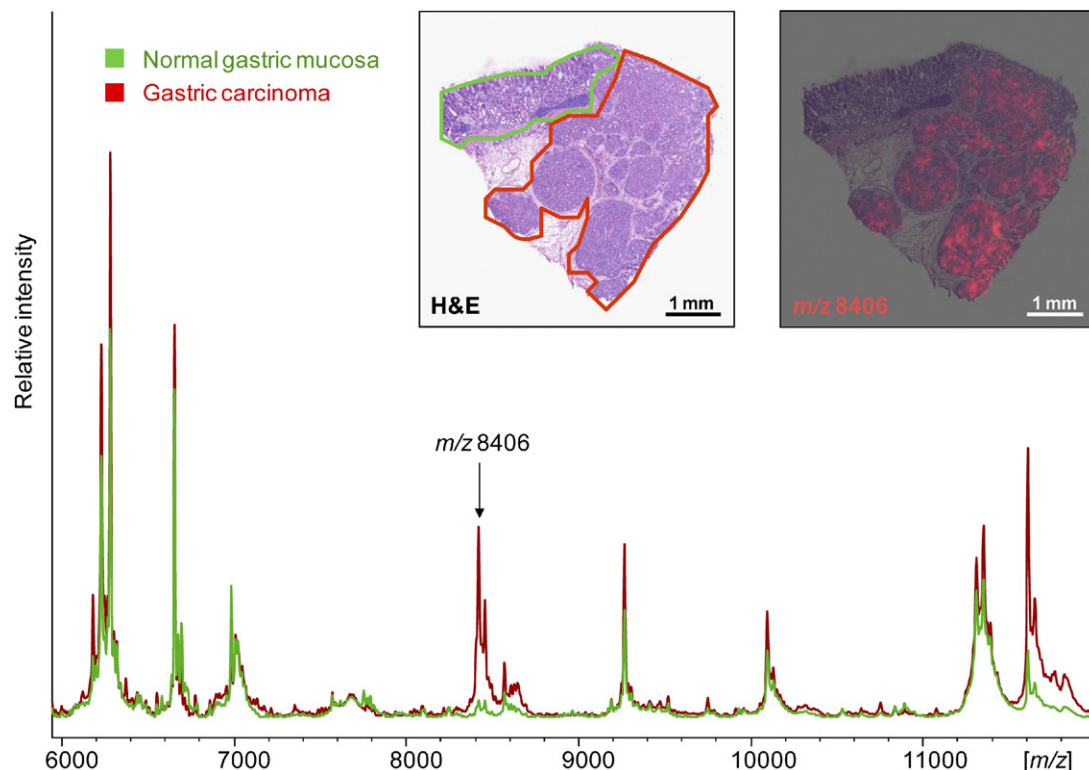 Normal gastric mucosa
Gastric carcinoma
H&E
1 mm
m/z 8406
1 mm
Relative intensity
m/z 8406
6000 7000 8000 9000 10000 11000 [m/z]